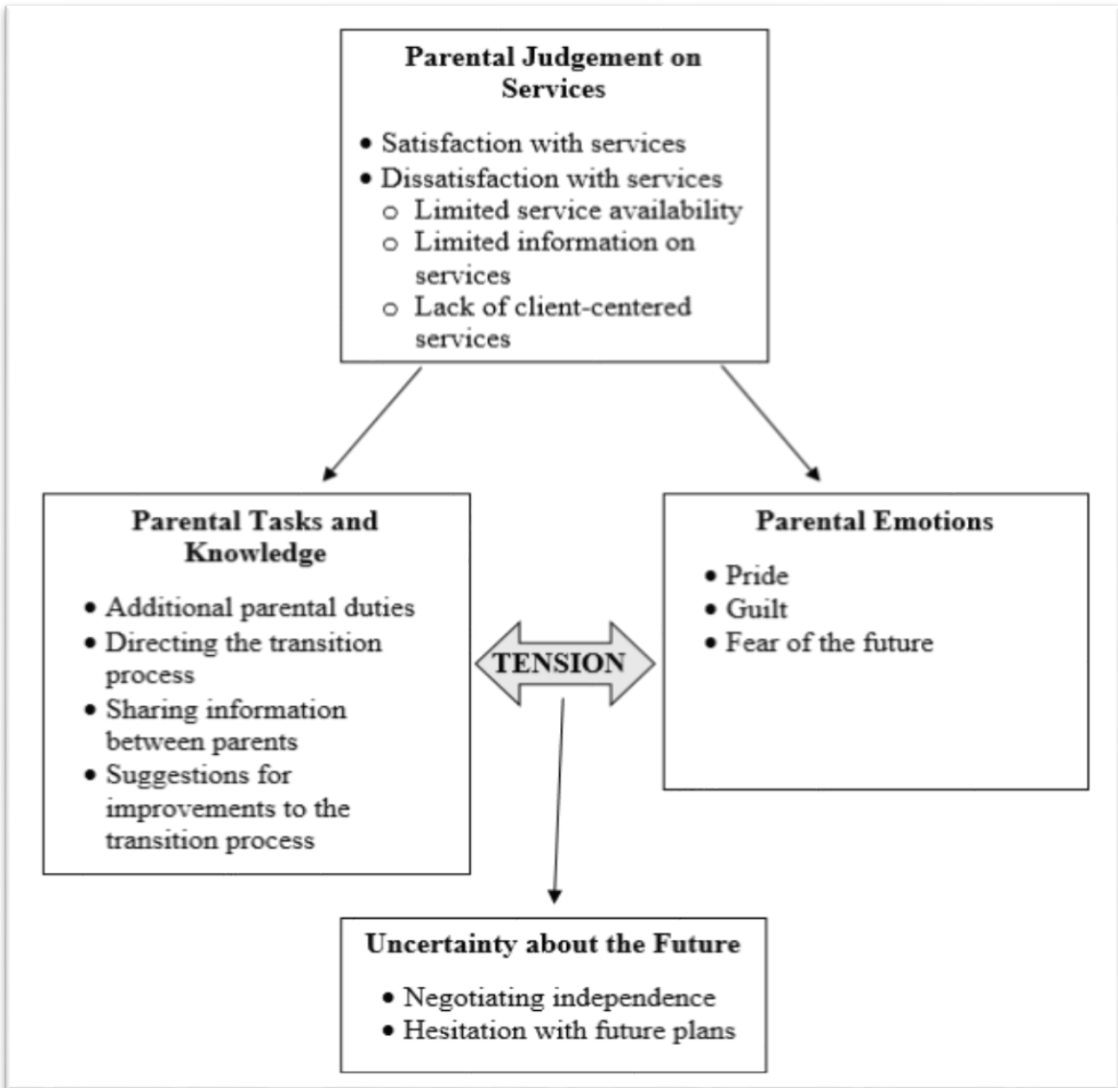 Parental Judgement on
Services
• Satisfaction with services
• Dissatisfaction with services
o Limited service availability
o Limited information on
services
o Lack of client-centered
services
Parental Tasks and
Knowledge
• Additional parental duties
• Directing the transition
process
• Sharing information
between parents
• Suggestions for
improvements to the
transition process
TENSION
Parental Emotions
• Pride
• Guilt
• Fear of the future
Uncertainty about the Future
• Negotiating independence
• Hesitation with future plans